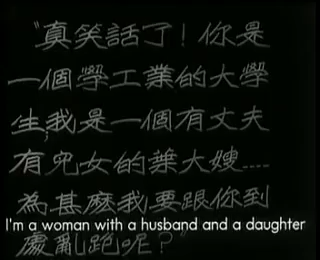 “真笑話了！你是
一個學工業的大學
生，我是一個有丈夫
有兒女的葉大嫂……
為甚麽我要跟你到
I'm a woman with a husband and a daughter
處亂跑呢？”